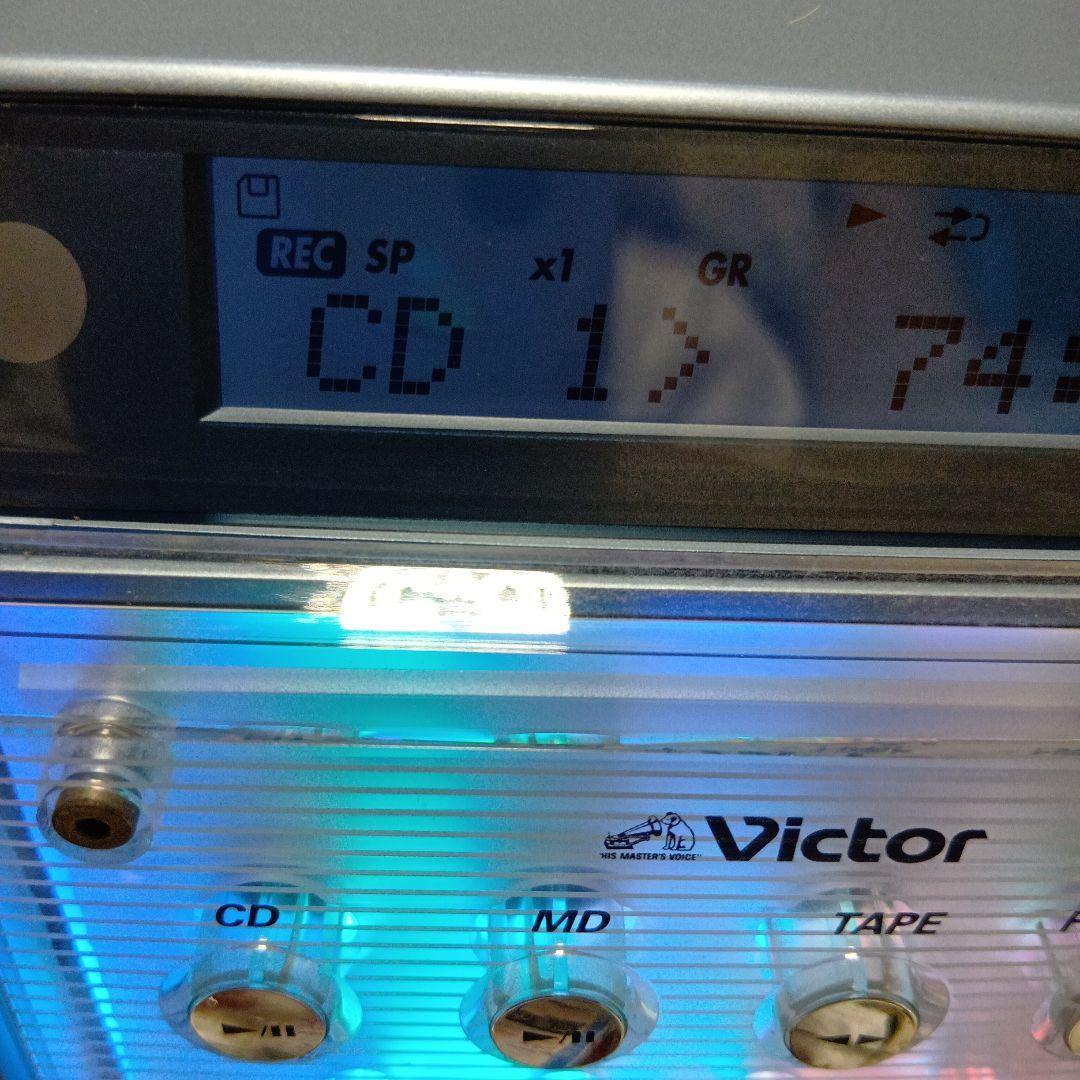 REC SP x1 GR
CD 1> 74
"HIS MASTER'S VOICE" Victor
CD MD TAPE